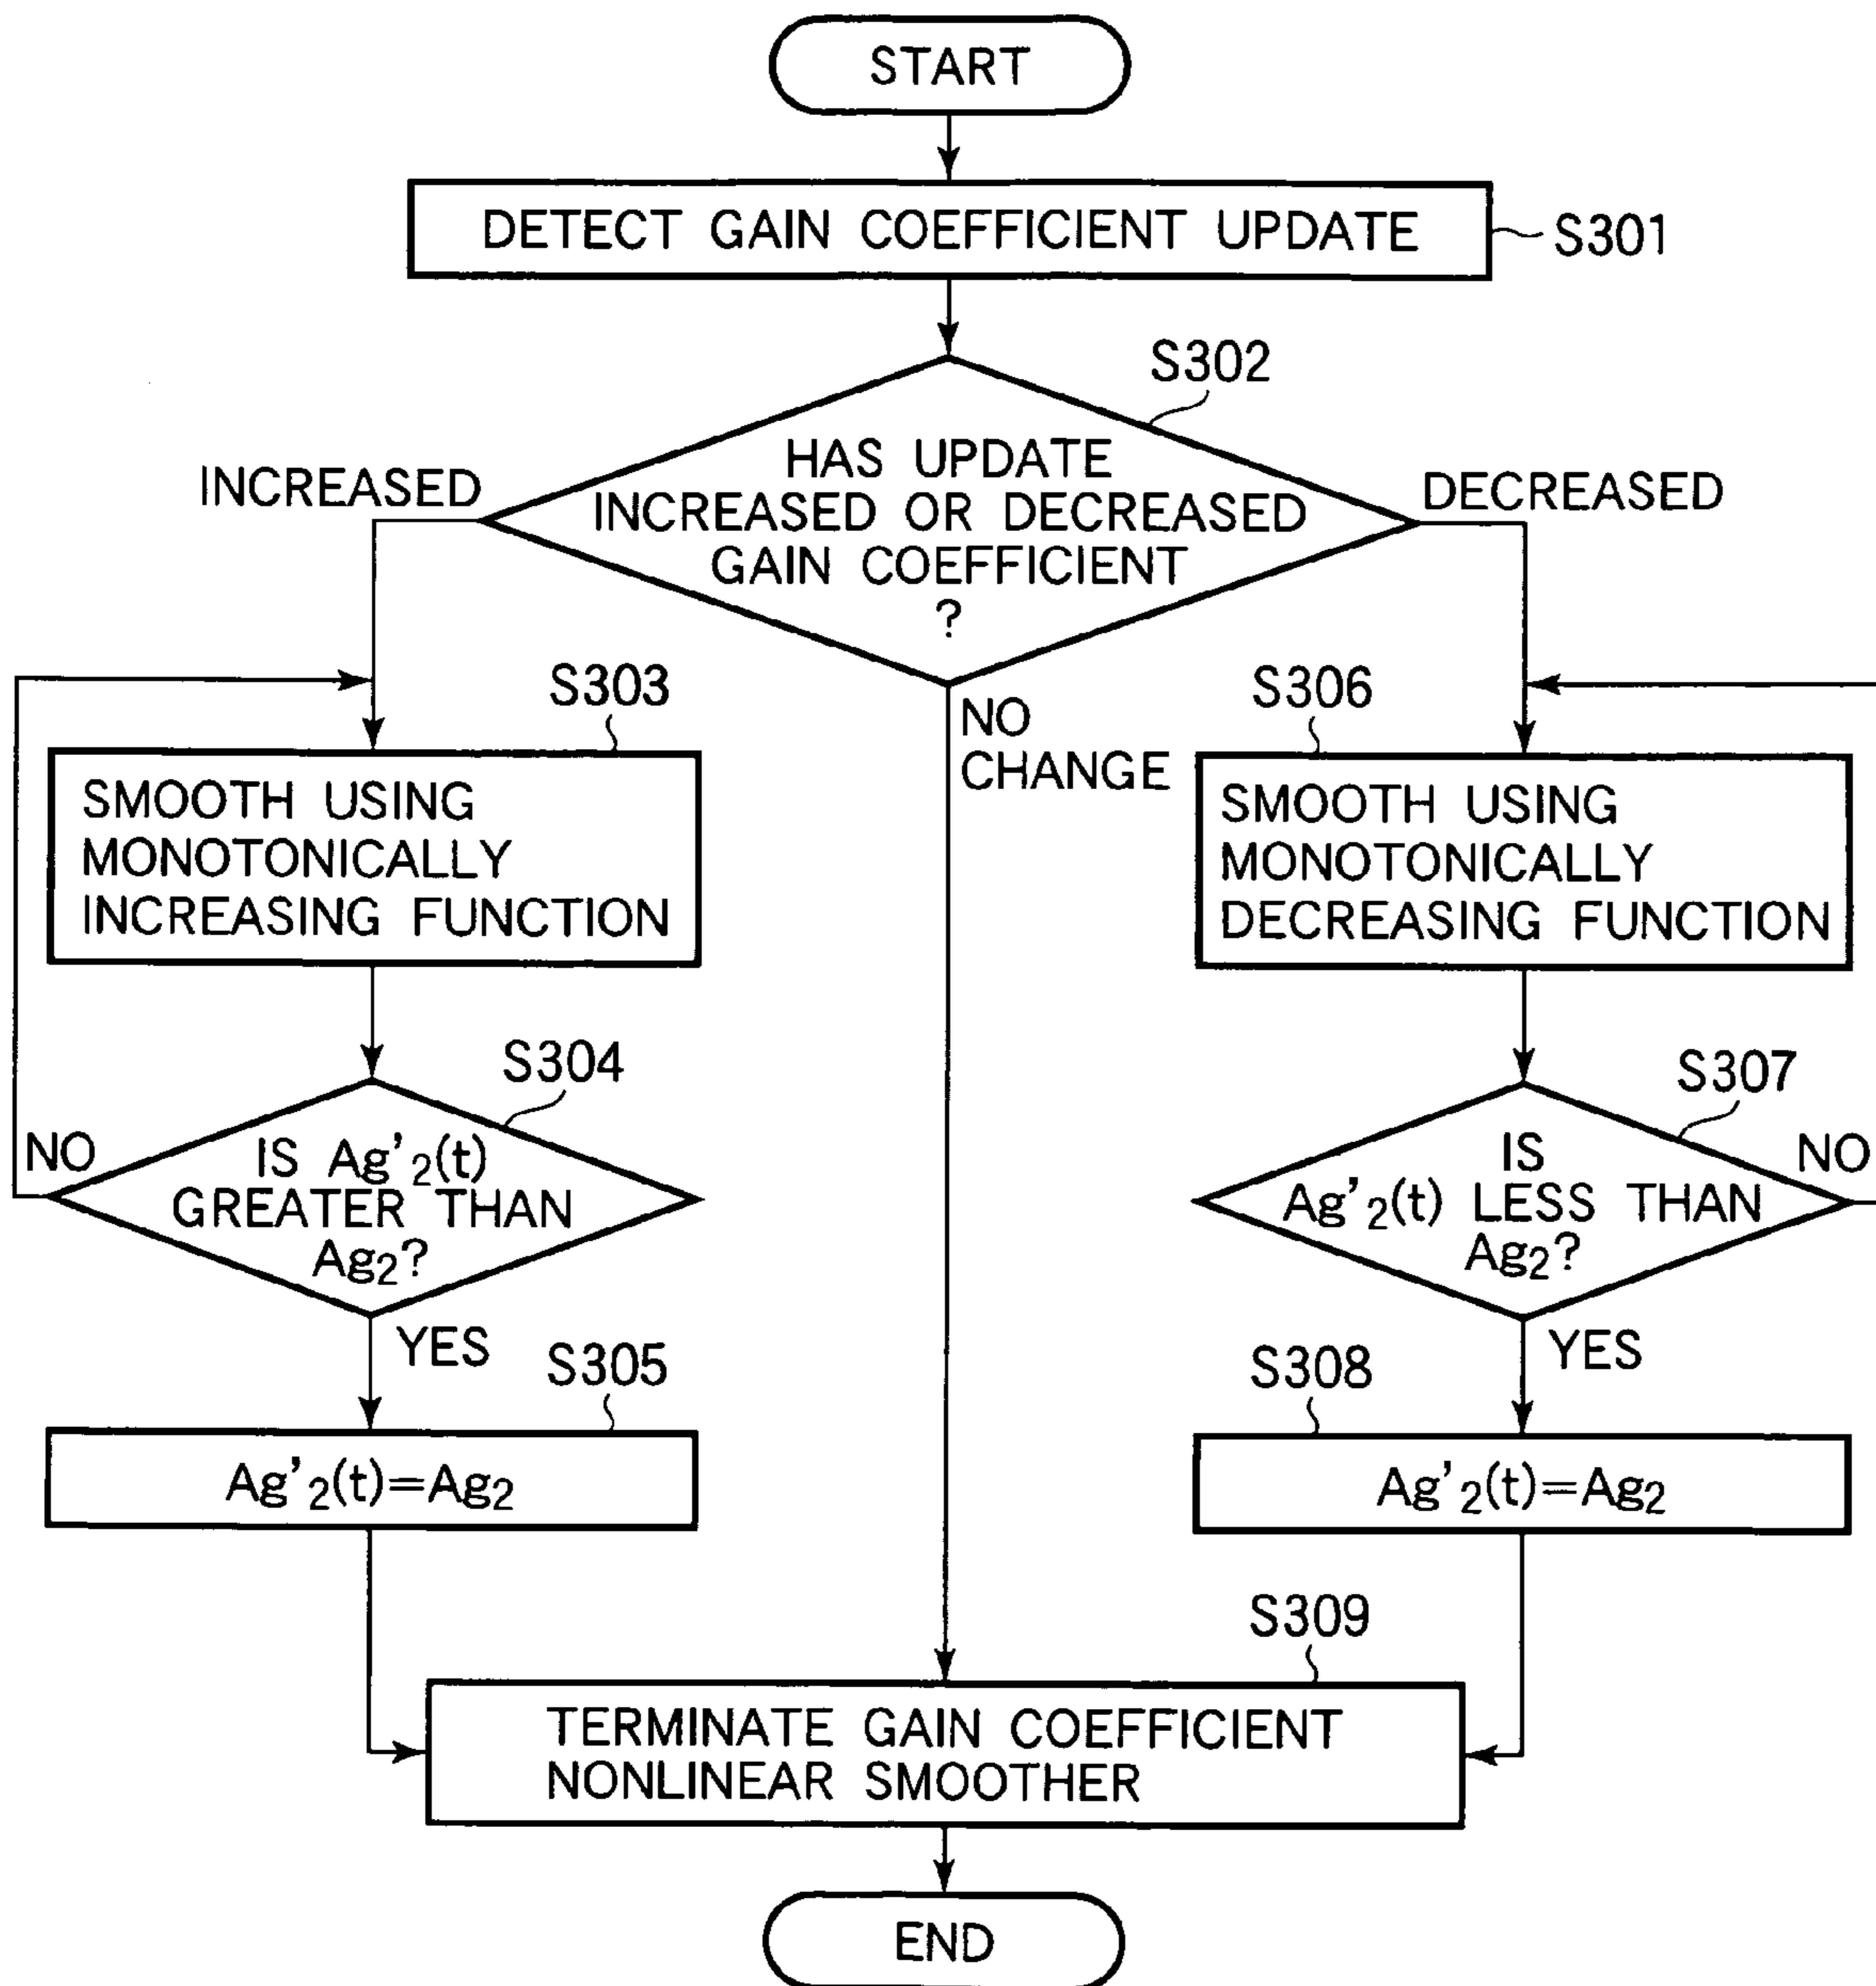 START
DETECT GAIN COEFFICIENT UPDATE
S301
S302
HAS UPDATE
INCREASED OR DECREASED
GAIN COEFFICIENT
?
INCREASED
DECREASED
NO
CHANGE
S303
SMOOTH USING
MONOTONICALLY
INCREASING FUNCTION
S306
SMOOTH USING
MONOTONICALLY
DECREASING FUNCTION
S304
IS Ag'₂(t)
GREATER THAN
Ag₂?
NO
YES
S307
IS
Ag'₂(t) LESS THAN
Ag₂?
NO
YES
S305
Ag'₂(t)=Ag₂
S308
Ag'₂(t)=Ag₂
S309
TERMINATE GAIN COEFFICIENT
NONLINEAR SMOOTHER
END